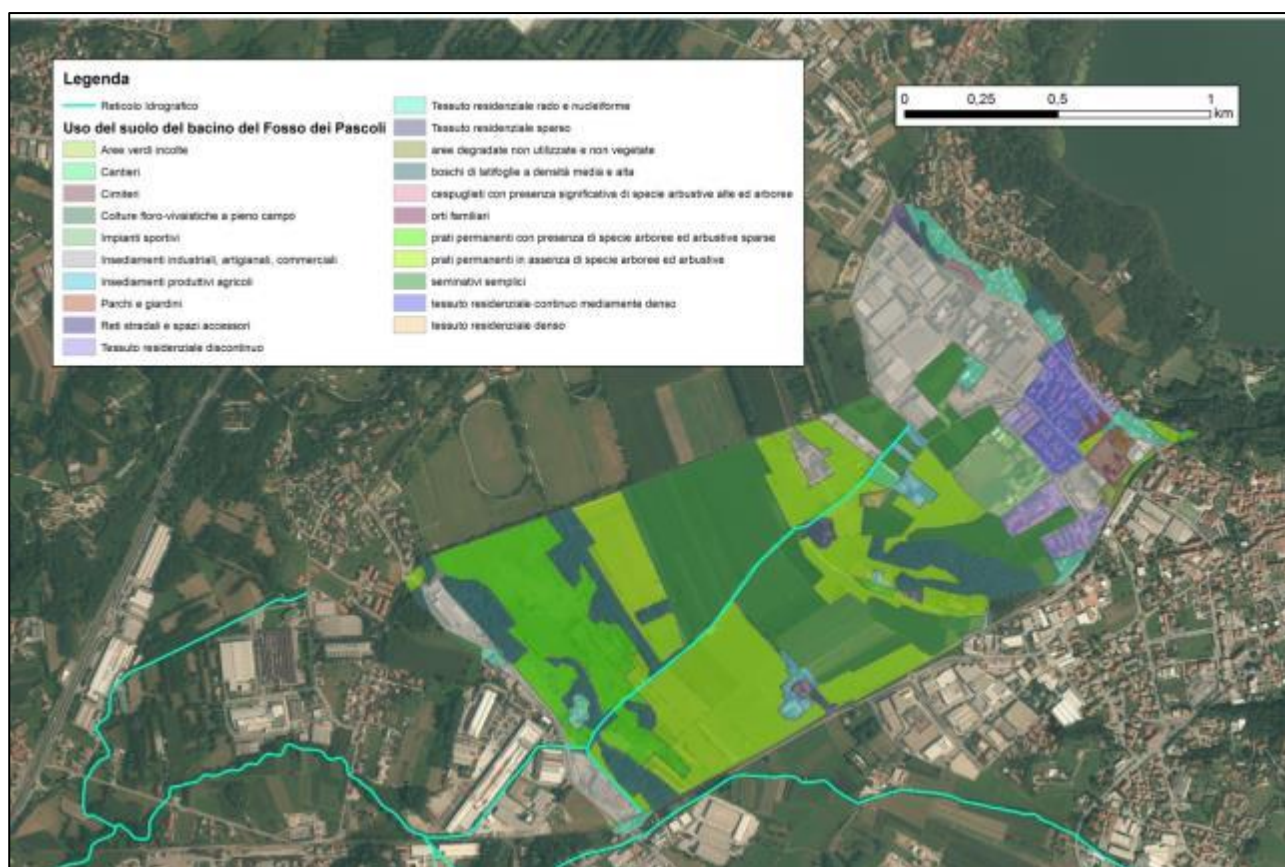 Legenda
Reticolo Idrografico
Uso del suolo del bacino del Fosso dei Pascoli
Aree verdi incolte
Cantieri
Cimiteri
Colture floro-vivaistiche a pieno campo
Impianti sportivi
Insediamenti industriali, artigianali, commerciali
Insediamenti produttivi agricoli
Parchi e giardini
Reti stradali e spazi accessori
Tessuto residenziale discontinuo
Tessuto residenziale rado e nucleiforme
Tessuto residenziale sparso
aree degradate non utilizzate e non vegetate
boschi di latifoglie a densità media e alta
cespuglieti con presenza significativa di specie arbustive alte ed arboree
orti familiari
prati permanenti con presenza di specie arboree ed arbustive sparse
prati permanenti in assenza di specie arboree ed arbustive
seminativi semplici
tessuto residenziale continuo mediamente denso
tessuto residenziale denso
0 0,25 0,5 1
km